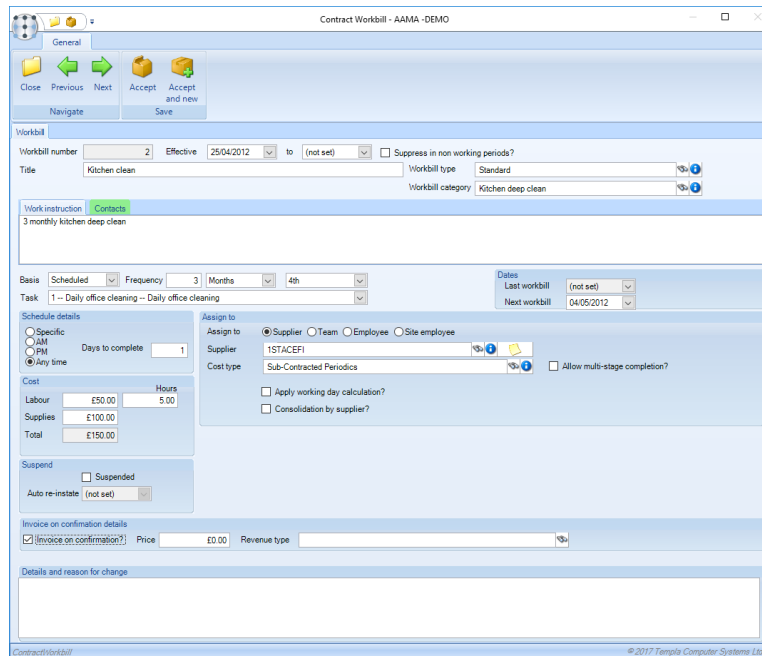 Contract Workbill - AAMA -DEMO
General
Close Previous Next Accept Accept and new
Navigate Save
Workbill
Workbill number 2 Effective 25/04/2012 to (not set) Suppress in non working periods?
Title Kitchen clean Workbill type Standard
Workbill category Kitchen deep clean
Work instruction Contacts
3 monthly kitchen deep clean
Basis Scheduled Frequency 3 Months 4th
Task 1 -- Daily office cleaning -- Daily office cleaning
Dates
Last workbill (not set)
Next workbill 04/05/2012
Schedule details
Specific
AM
PM
Any time
Days to complete 1
Assign to
Assign to Supplier Team Employee Site employee
Supplier 1STACEFI
Cost type Sub-Contracted Periodics Allow multi-stage completion?
Apply working day calculation?
Consolidation by supplier?
Cost
Hours
Labour £50.00 5.00
Supplies £100.00
Total £150.00
Suspend
Suspended
Auto re-instate (not set)
Invoice on confimation details
Invoice on confirmation? Price £0.00 Revenue type
Details and reason for change
ContractWorkbill © 2017 Templa Computer Systems Ltd